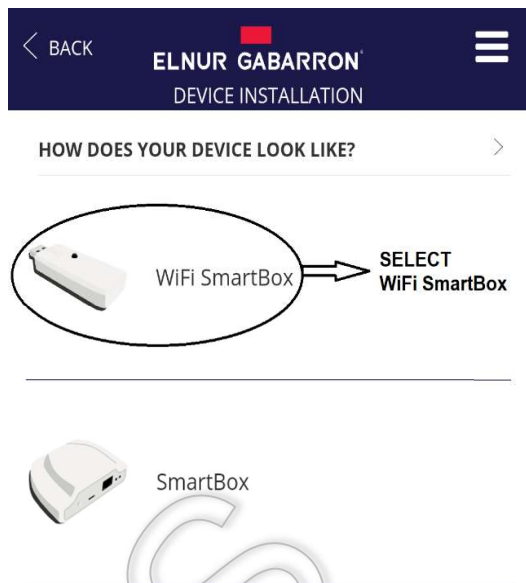 BACK
ELNUR GABARRON
DEVICE INSTALLATION
HOW DOES YOUR DEVICE LOOK LIKE?
WiFi SmartBox
SELECT
WiFi SmartBox
SmartBox